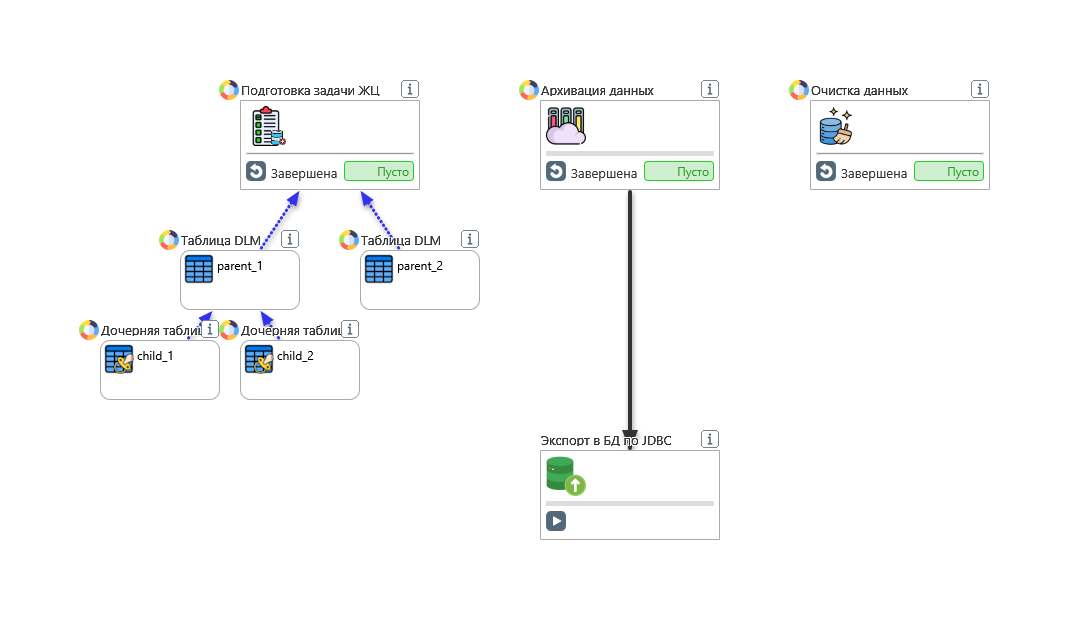 Подготовка задачи ЖЦ
Завершена
Пусто
Архивация данных
Завершена
Пусто
Очистка данных
Завершена
Пусто
Таблица DLM
parent_1
Таблица DLM
parent_2
Дочерняя таблиц
child_1
Дочерняя таблиц
child_2
Экспорт в БД по JDBC